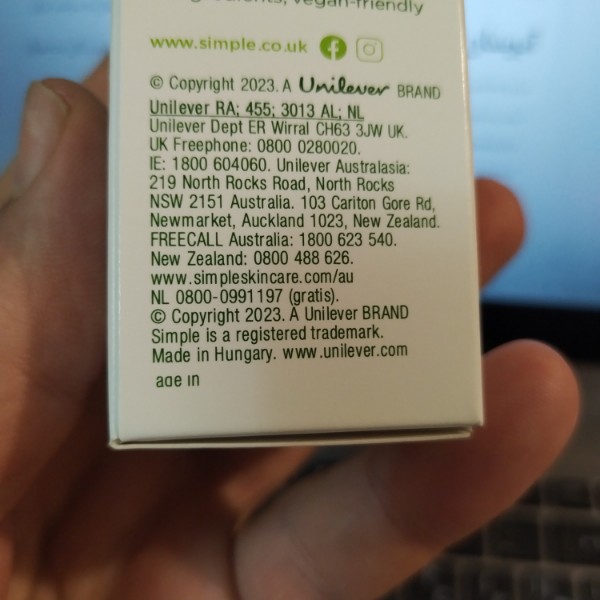 vegan-friendly
www.simple.co.uk
© Copyright 2023. A Unilever BRAND
Unilever RA; 455; 3013 AL; NL
Unilever Dept ER Wirral CH63 3JW UK.
UK Freephone: 0800 0280020.
IE: 1800 604060. Unilever Australasia:
219 North Rocks Road, North Rocks
NSW 2151 Australia. 103 Carlton Gore Rd,
Newmarket, Auckland 1023, New Zealand.
FREECALL Australia: 1800 623 540.
New Zealand: 0800 488 626.
www.simpleskincare.com/au
NL 0800-0991197 (gratis).
© Copyright 2023. A Unilever BRAND
Simple is a registered trademark.
Made in Hungary. www.unilever.com